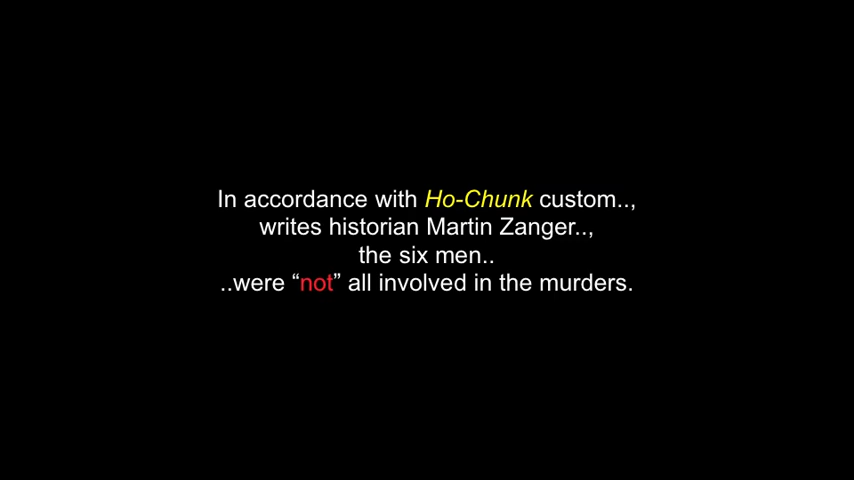 In accordance with Ho-Chunk custom..,
writes historian Martin Zanger..,
the six men..
..were “not” all involved in the murders.